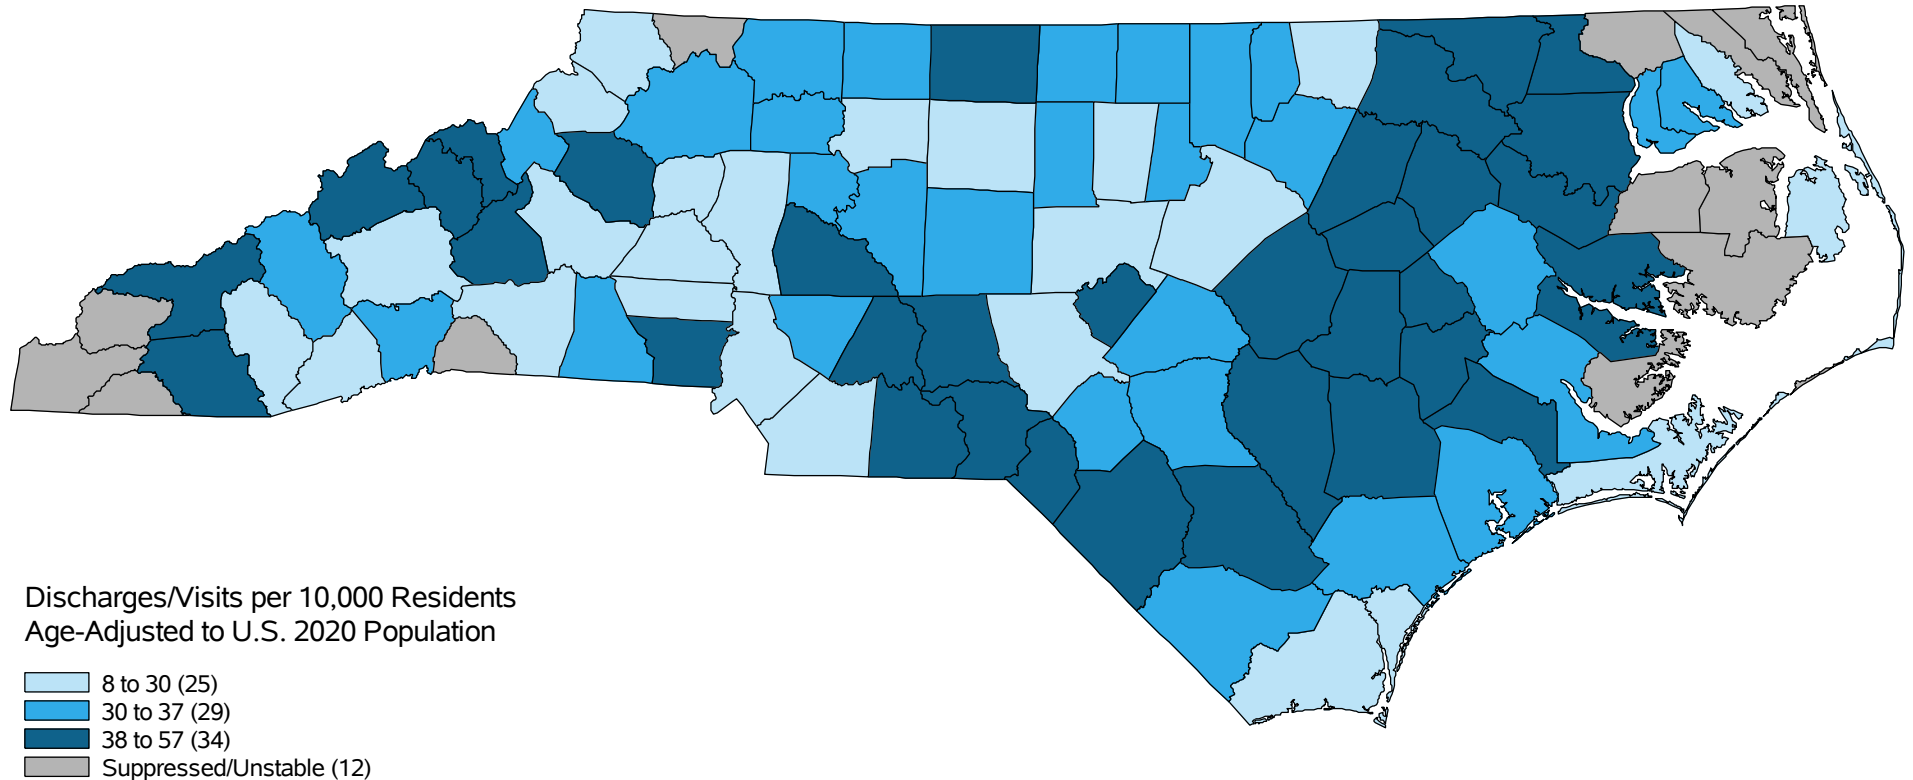 Discharges/Visits per 10,000 Residents
Age-Adjusted to U.S. 2020 Population
8 to 30 (25)
30 to 37 (29)
38 to 57 (34)
Suppressed/Unstable (12)